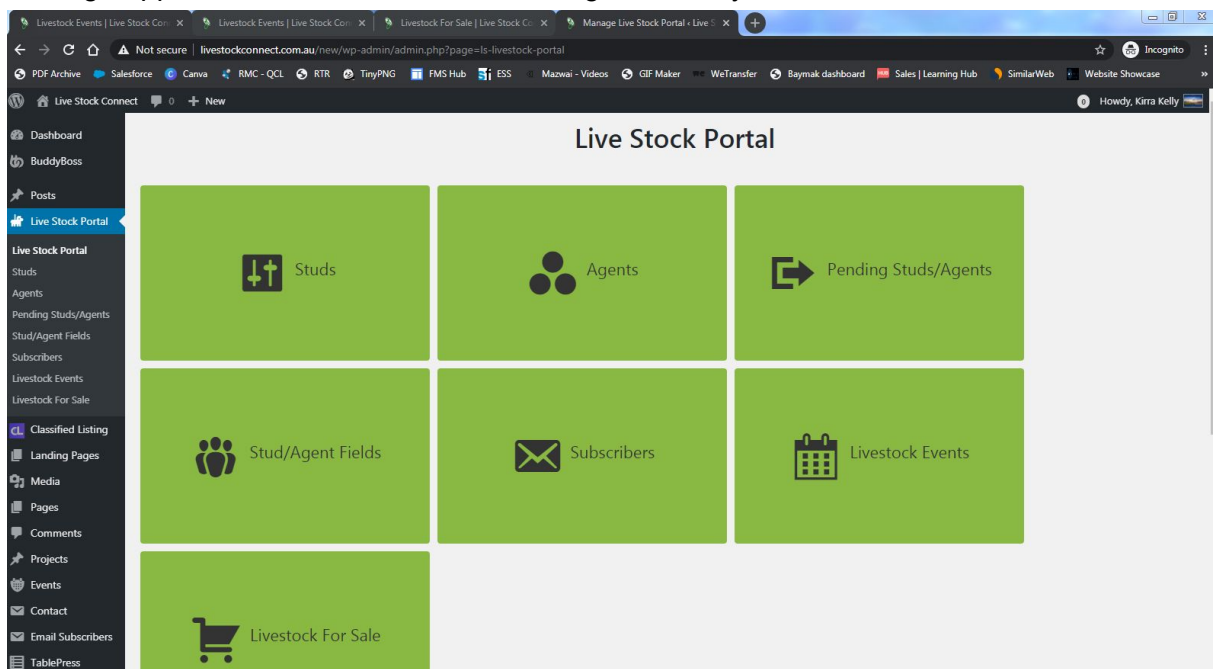 Livestock Events | Live Stock Con
Livestock Events | Live Stock Con
Livestock For Sale | Live Stock Co
Manage Live Stock Portal ‹ Live S
Not secure | livestockconnect.com.au/new/wp-admin/admin.php?page=ls-livestock-portal
Incognito
PDF Archive Salesforce Canva RMC - QCL RTR TinyPNG FMS Hub ESS Mazwai - Videos GIF Maker WeTransfer Baymak dashboard Sales | Learning Hub SimilarWeb Website Showcase »
Live Stock Connect 0 + New
0 Howdy, Kirra Kelly
Dashboard
BuddyBoss
Posts
Live Stock Portal
Live Stock Portal
Studs
Agents
Pending Studs/Agents
Stud/Agent Fields
Subscribers
Livestock Events
Livestock For Sale
CL Classified Listing
Landing Pages
Media
Pages
Comments
Projects
Events
Contact
Email Subscribers
TablePress
Live Stock Portal
Studs
Agents
Pending Studs/Agents
Stud/Agent Fields
Subscribers
Livestock Events
Livestock For Sale